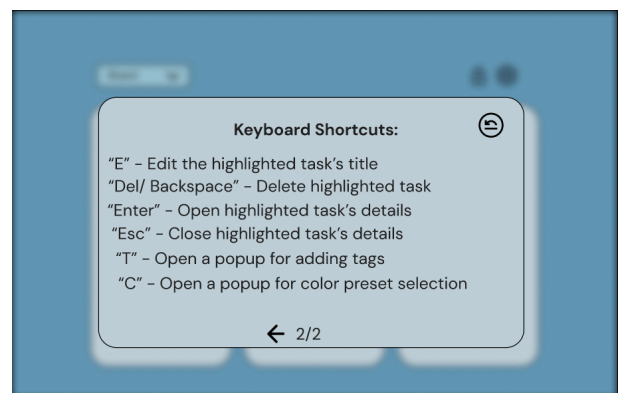 Keyboard Shortcuts:
“E” – Edit the highlighted task’s title
“Del/ Backspace” – Delete highlighted task
“Enter” – Open highlighted task’s details
“Esc” – Close highlighted task’s details
“T” – Open a popup for adding tags
“C” – Open a popup for color preset selection
← 2/2